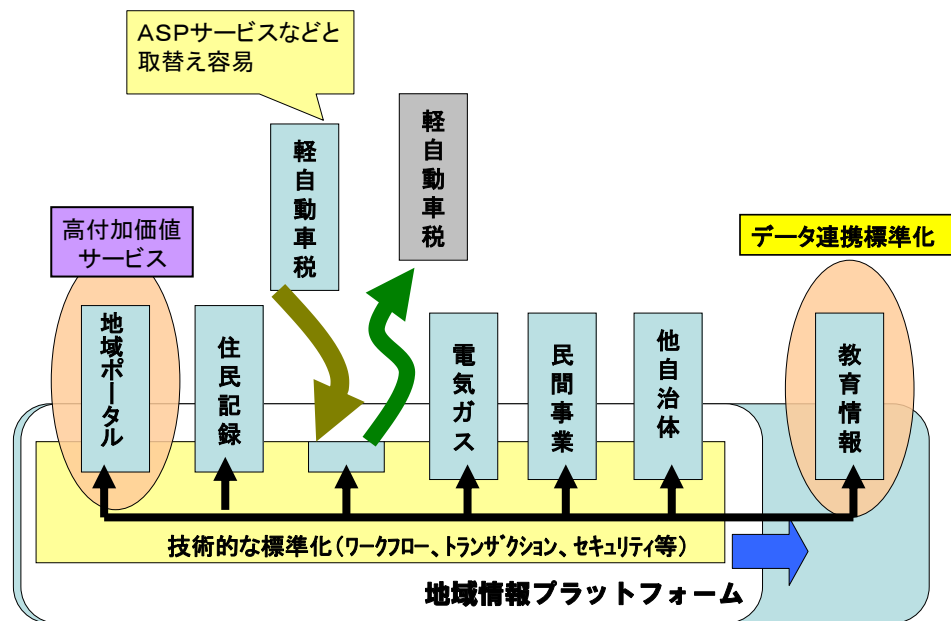 ASPサービスなどと
取替え容易
軽自動車税
軽自動車税
高付加価値
サービス
データ連携標準化
地域ポータル
住民記録
電気ガス
民間事業
他自治体
教育情報
技術的な標準化(ﾜｰｸﾌﾛｰ、ﾄﾗﾝｻﾞｸｼｮﾝ、ｾｷｭﾘﾃｨ等)
地域情報プラットフォーム